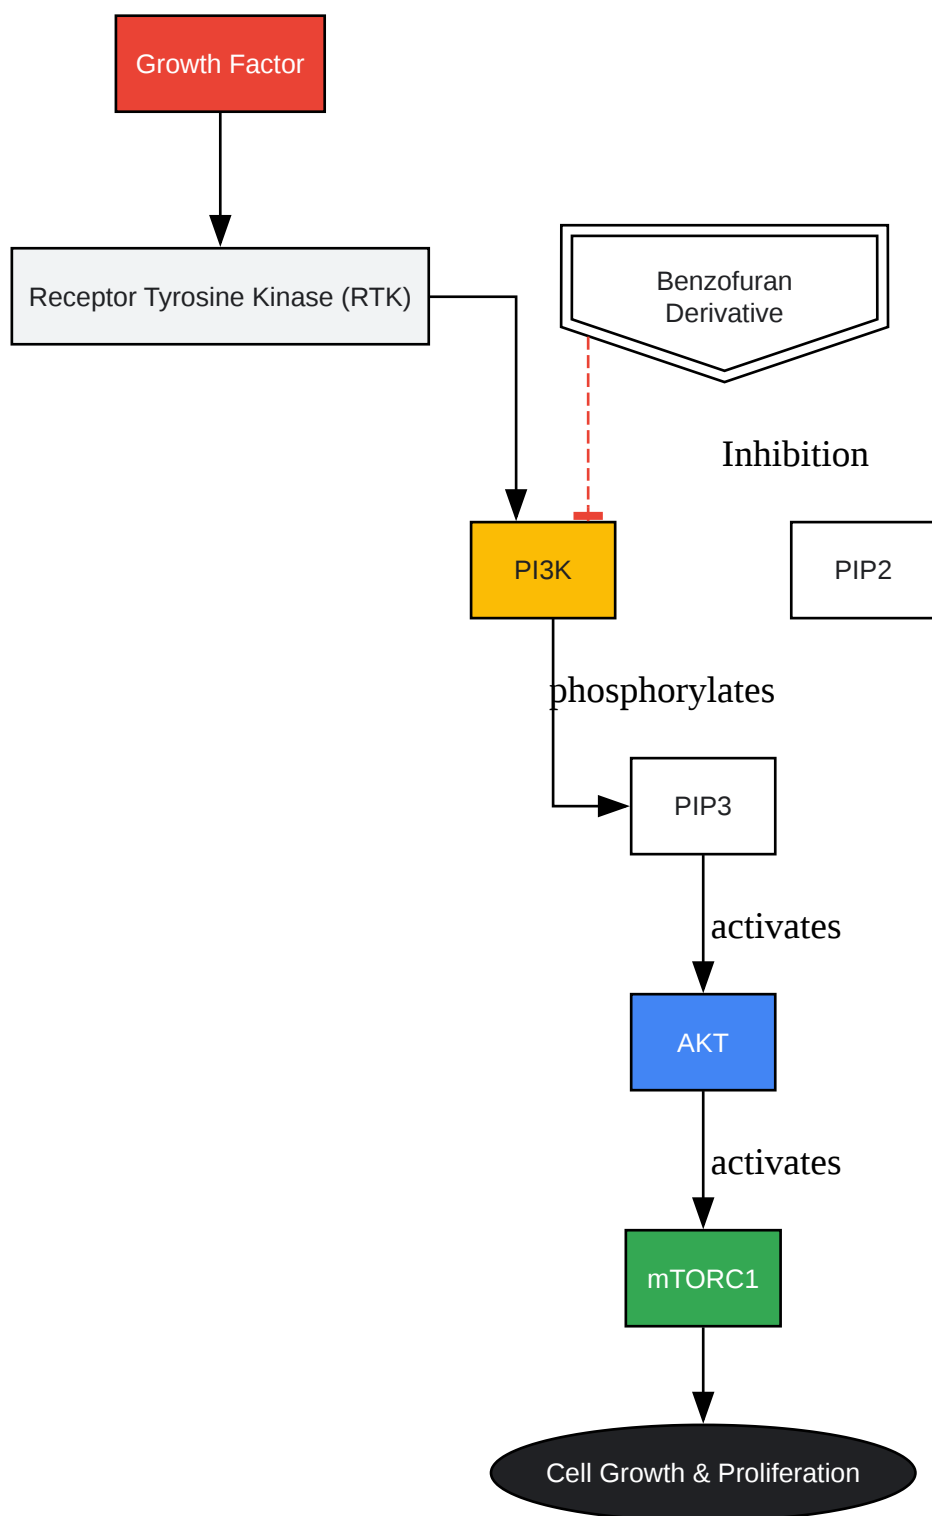 Growth Factor
Receptor Tyrosine Kinase (RTK)
Benzofuran
Derivative
Inhibition
PI3K
PIP2
phosphorylates
PIP3
activates
AKT
activates
mTORC1
Cell Growth & Proliferation